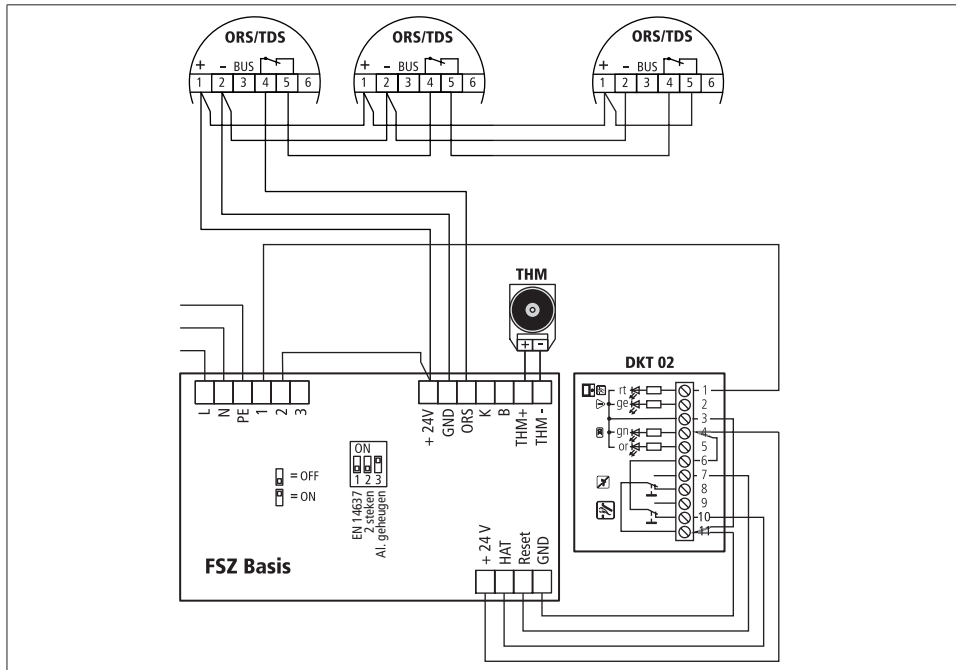 ORS/TDS
+ – BUS
1 2 3 4 5 6
ORS/TDS
+ – BUS
1 2 3 4 5 6
ORS/TDS
+ – BUS
1 2 3 4 5 6
THM
+ –
DKT 02
L
N
PE
1
2
3
+ 24V
GND
ORS
K
B
THM+
THM -
ON
1 2 3
EN 14637
2 steken
Al. geheugen
= OFF
= ON
FSZ Basis
+ 24 V
HAT
Reset
GND
rt
ge
gn
or
1
2
3
4
5
6
7
8
9
10
11